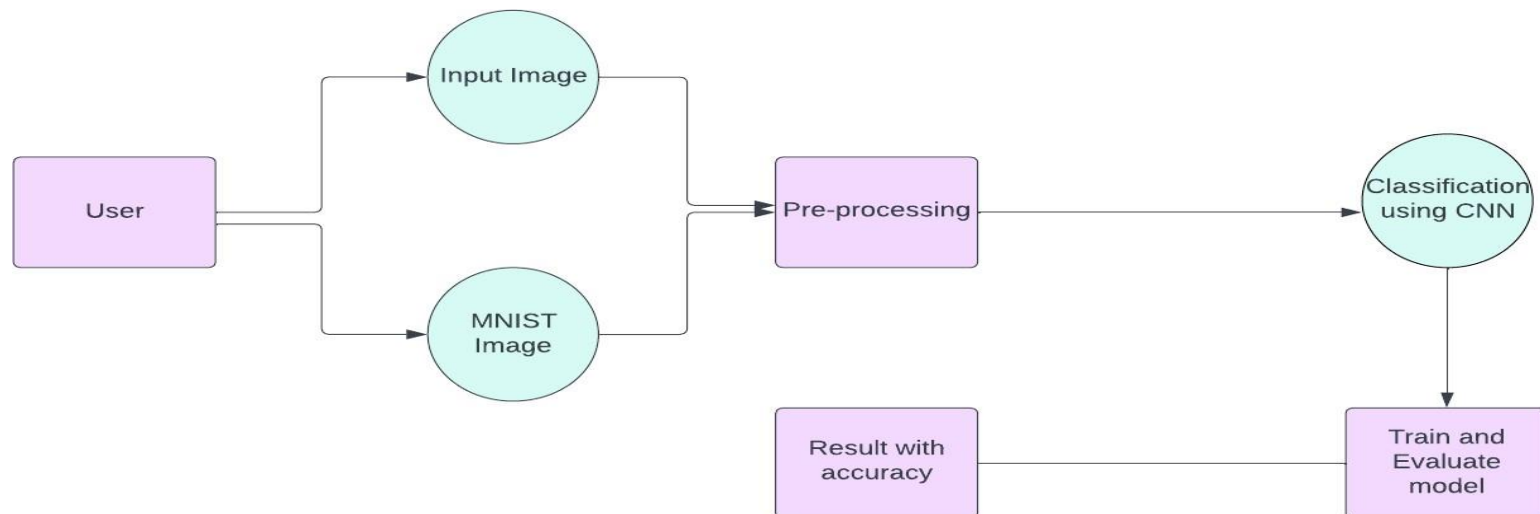 Input Image
User
MNIST
Image
Pre-processing
Classification
using CNN
Result with
accuracy
Train and
Evaluate
model